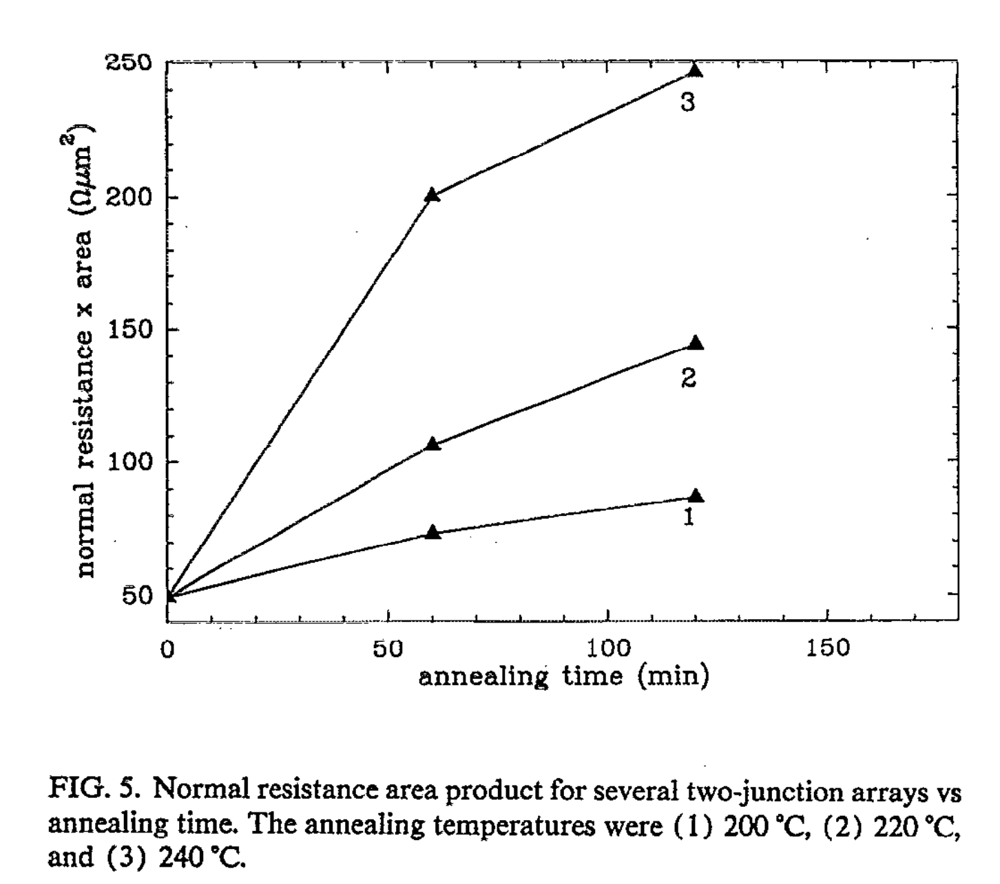 250
200
150
100
50
normal resistance x area (Ωμm²)
3
2
1
0 50 100 150
annealing time (min)
FIG. 5. Normal resistance area product for several two-junction arrays vs
annealing time. The annealing temperatures were (1) 200 °C, (2) 220 °C,
and (3) 240 °C.